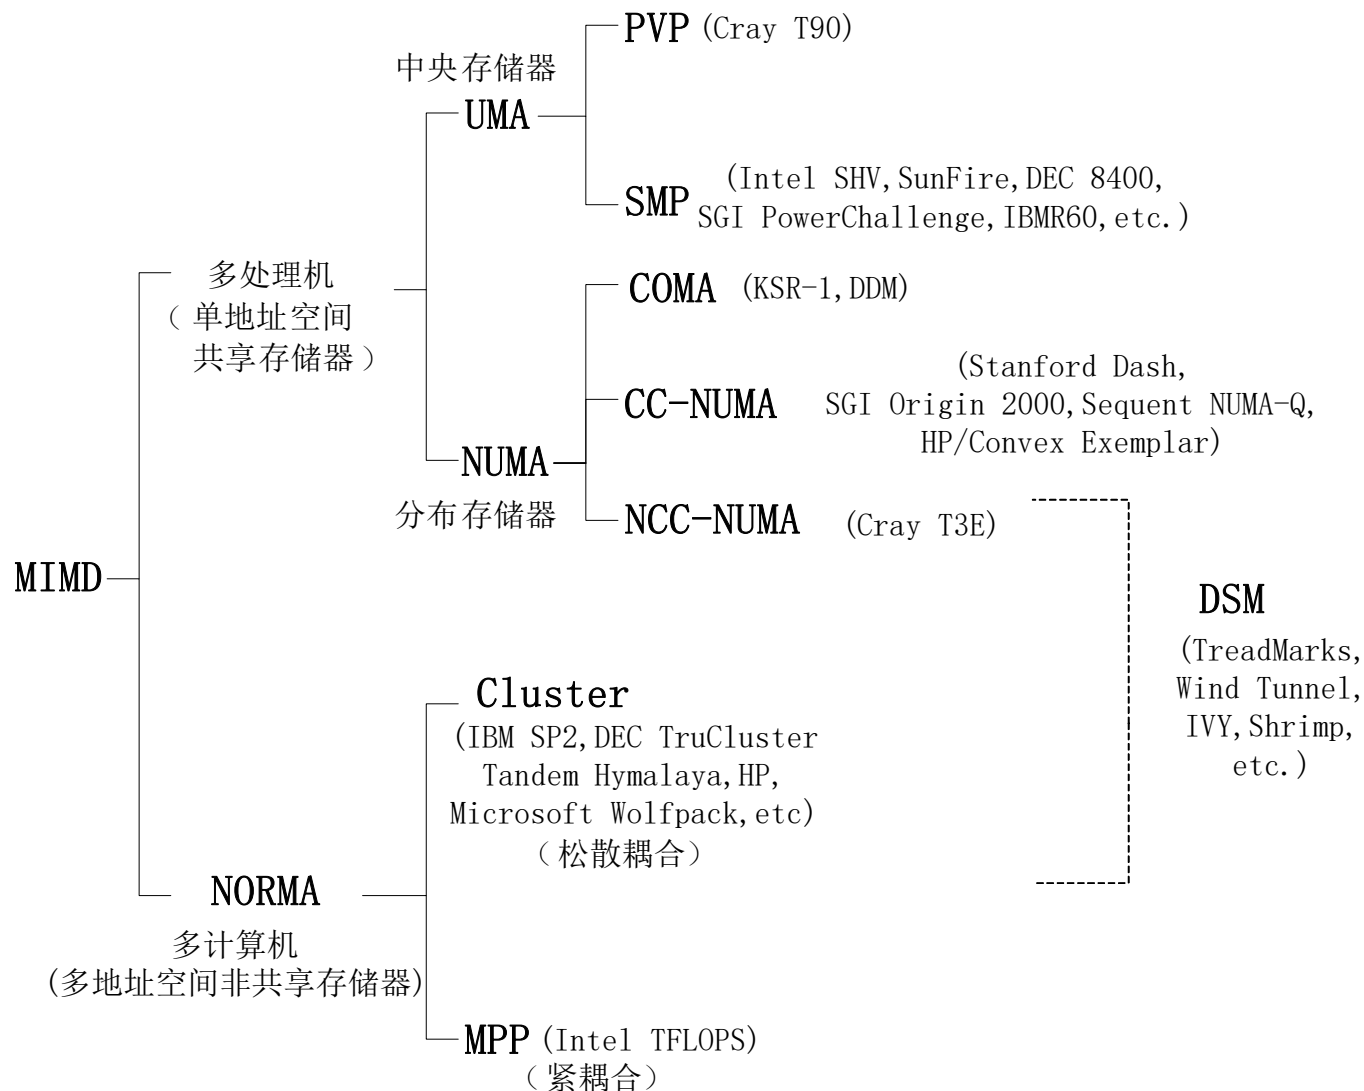 PVP (Cray T90)
中央存储器
UMA
SMP
(Intel SHV,SunFire,DEC 8400,
SGI PowerChallenge,IBMR60,etc.)
多处理机
（单地址空间
共享存储器）
COMA (KSR-1,DDM)
CC-NUMA
(Stanford Dash,
SGI Origin 2000,Sequent NUMA-Q,
HP/Convex Exemplar)
NUMA
分布存储器
NCC-NUMA (Cray T3E)
MIMD
DSM
(TreadMarks,
Wind Tunnel,
IVY,Shrimp,
etc.)
Cluster
(IBM SP2,DEC TruCluster
Tandem Hymalaya,HP,
Microsoft Wolfpack,etc)
（松散耦合）
NORMA
多计算机
(多地址空间非共享存储器)
MPP (Intel TFLOPS)
（紧耦合）